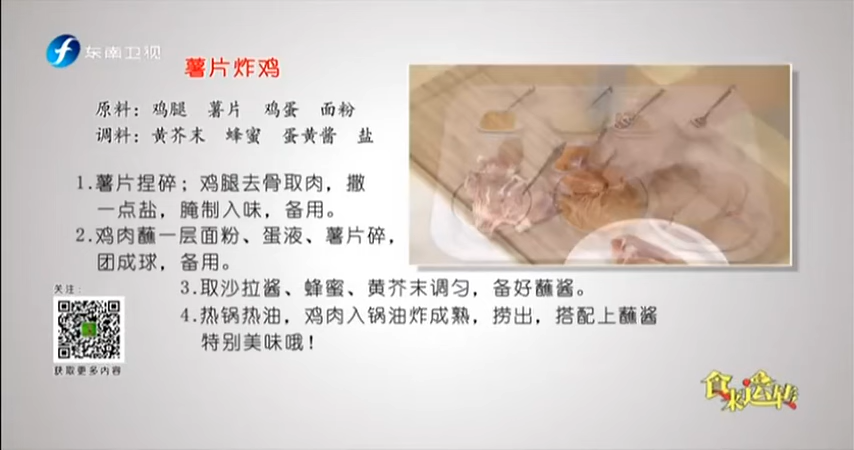 东南卫视
薯片炸鸡
原料：鸡腿 薯片 鸡蛋 面粉
调料：黄芥末 蜂蜜 蛋黄酱 盐
1.薯片捏碎；鸡腿去骨取肉，撒
一点盐，腌制入味，备用。
2.鸡肉蘸一层面粉、蛋液、薯片碎，
团成球，备用。
3.取沙拉酱、蜂蜜、黄芥末调匀，备好蘸酱。
4.热锅热油，鸡肉入锅油炸成熟，捞出，搭配上蘸酱
特别美味哦！
关注：
获取更多内容
食来运转